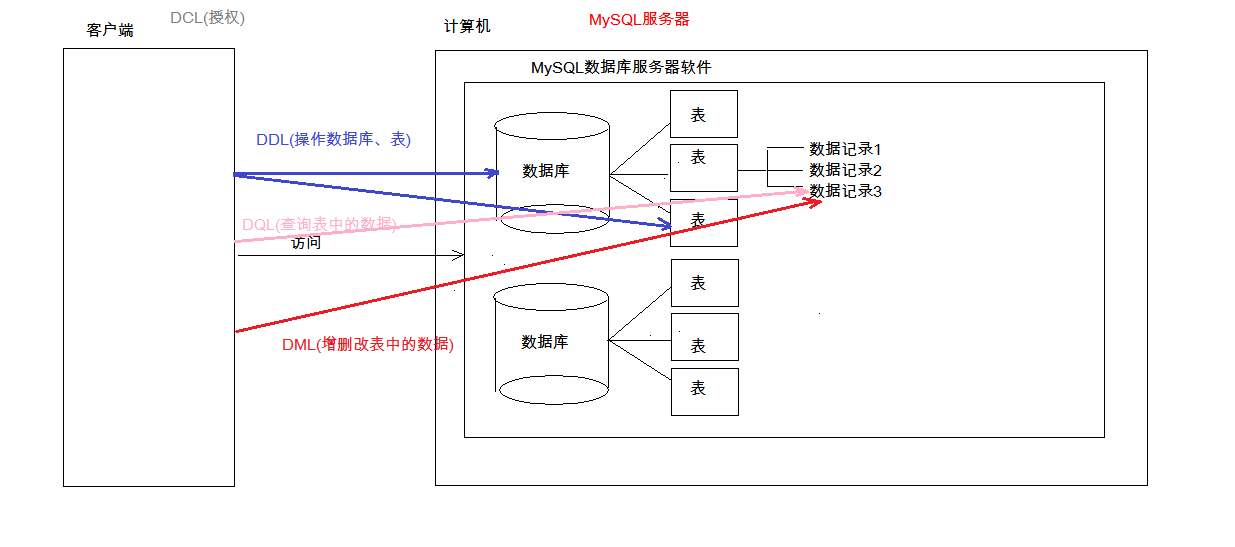 DCL(授权)
MySQL服务器
客户端
计算机
MySQL数据库服务器软件
表
DDL(操作数据库、表)
数据记录1
表
数据库
数据记录2
数据记录3
表
DQL(查询表中的数据)
访问
表
数据库
表
DML(增删改表中的数据)
表